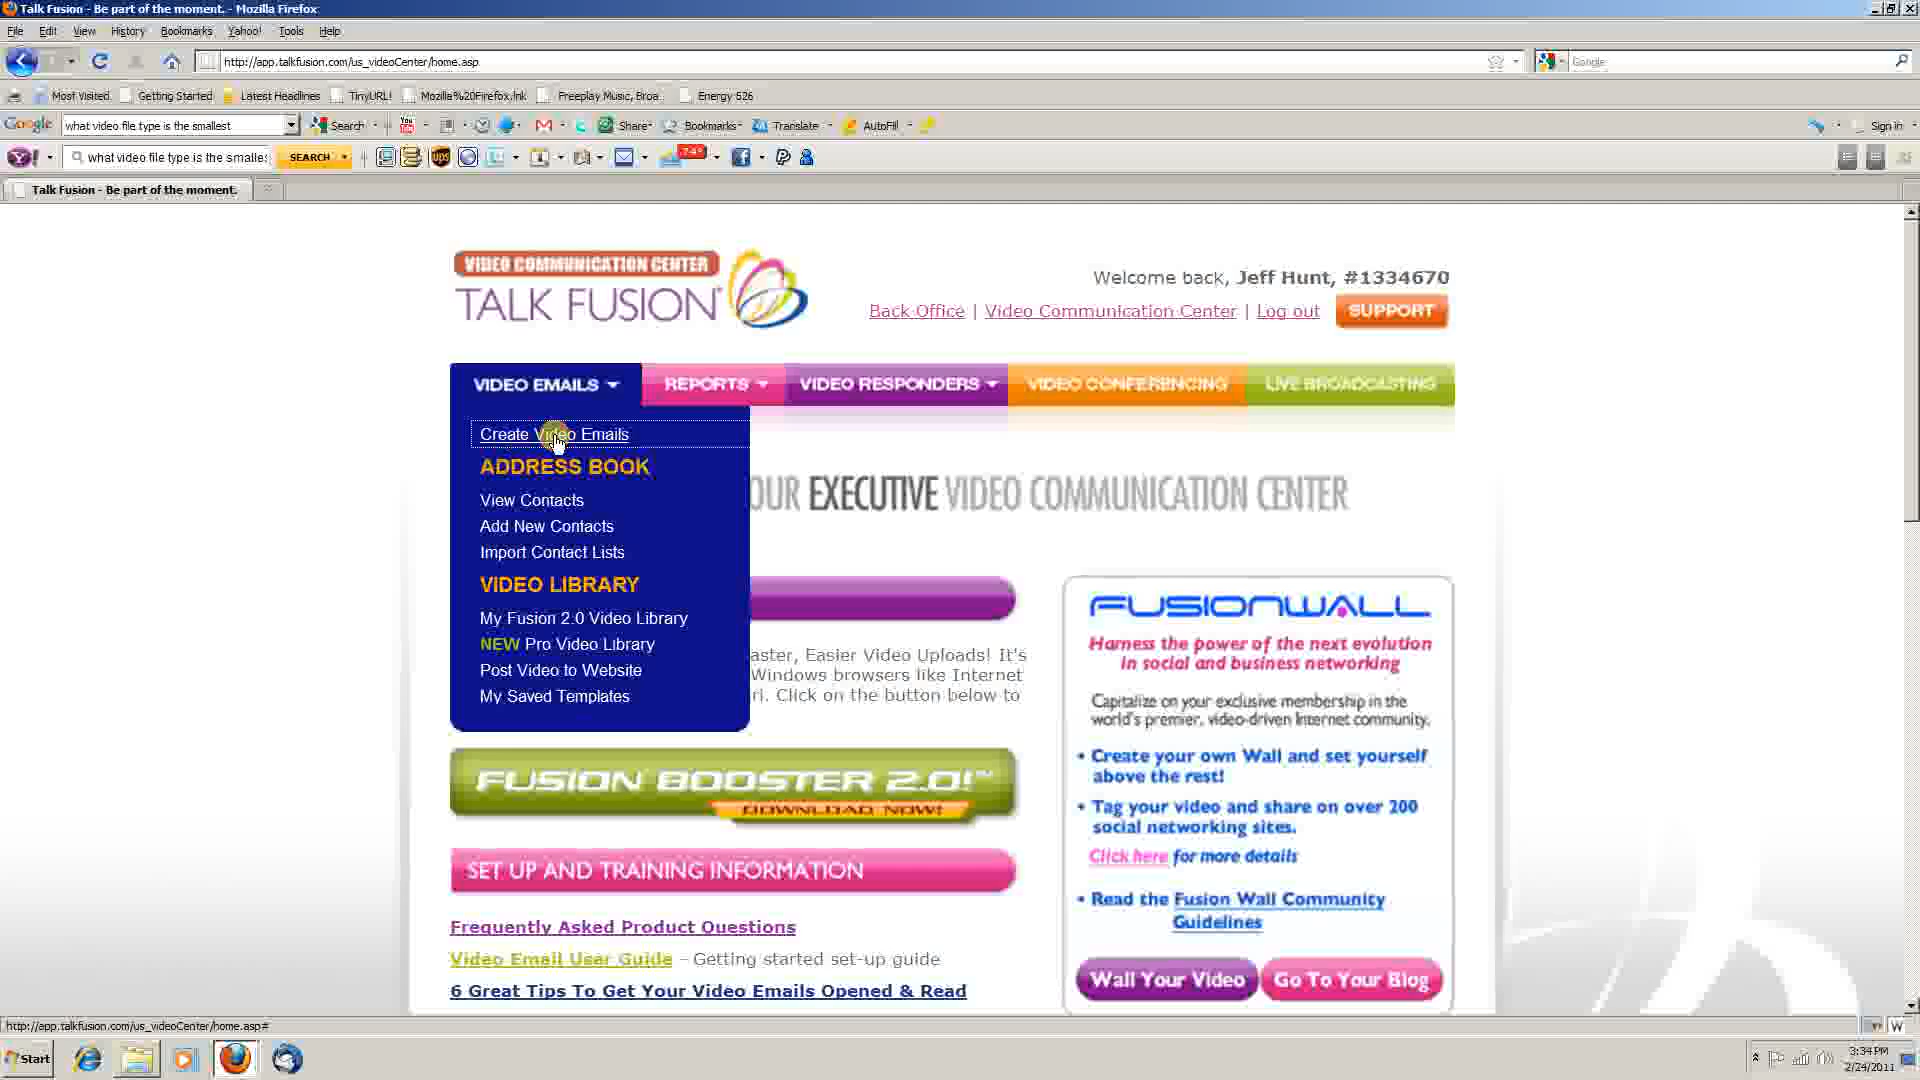 Talk Fusion - Be part of the moment. - Mozilla Firefox
File Edit View History Bookmarks Yahoo! Tools Help
http://app.talkfusion.com/us_videoCenter/home.asp
Google
Most Visited Getting Started Latest Headlines TinyURL! Mozilla%20Firefox.lnk Freeplay Music, Broa... Energy 526
Google what video file type is the smallest Search Share Bookmarks Translate AutoFill Sign In
what video file type is the smalles SEARCH
Talk Fusion - Be part of the moment.
VIDEO COMMUNICATION CENTER
TALK FUSION
Welcome back, Jeff Hunt, #1334670
Back Office | Video Communication Center | Log out SUPPORT
VIDEO EMAILS REPORTS VIDEO RESPONDERS VIDEO CONFERENCING LIVE BROADCASTING
Create Video Emails
ADDRESS BOOK
View Contacts
Add New Contacts
Import Contact Lists
VIDEO LIBRARY
My Fusion 2.0 Video Library
NEW Pro Video Library
Post Video to Website
My Saved Templates
OUR EXECUTIVE VIDEO COMMUNICATION CENTER
aster, Easier Video Uploads! It's
Windows browsers like Internet
ri. Click on the button below to
FUSION BOOSTER 2.0!™
DOWNLOAD NOW!
SET UP AND TRAINING INFORMATION
Frequently Asked Product Questions
Video Email User Guide - Getting started set-up guide
6 Great Tips To Get Your Video Emails Opened & Read
FUSIONWALL
Harness the power of the next evolution
in social and business networking
Capitalize on your exclusive membership in the
world's premier, video-driven Internet community.
• Create your own Wall and set yourself
above the rest!
• Tag your video and share on over 200
social networking sites.
Click here for more details
• Read the Fusion Wall Community
Guidelines
Wall Your Video Go To Your Blog
http://app.talkfusion.com/us_videoCenter/home.asp#
Start
3:34 PM
2/24/2011